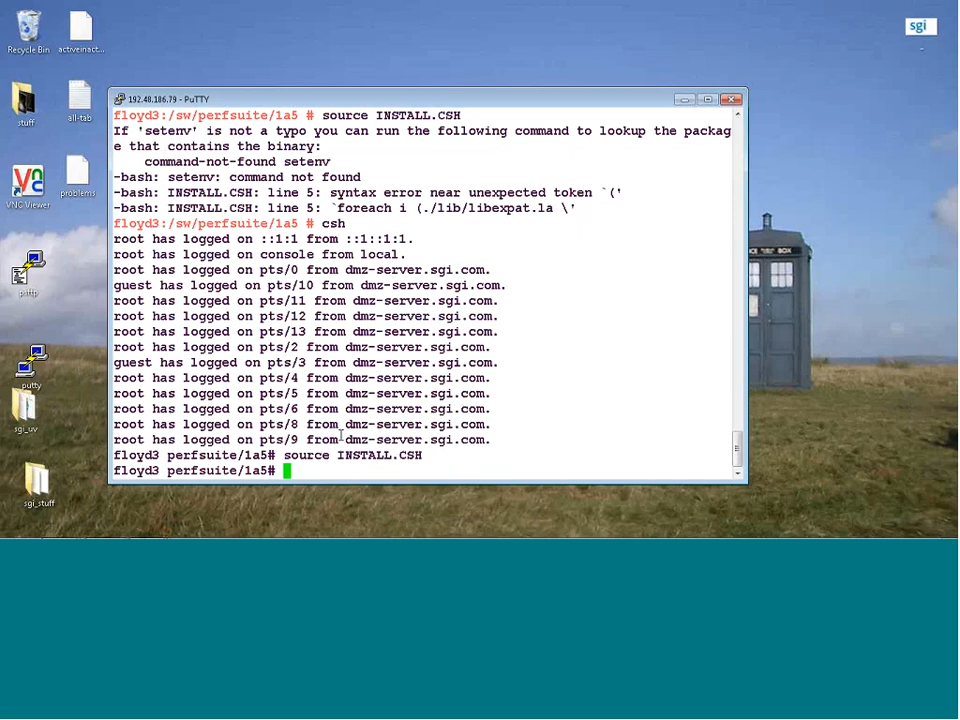 Recycle Bin
activeinact...
sgi
stuff
all-tab
VNC Viewer
problems
psftp
putty
sgi_uv
sgi_stuff
192.48.186.79 - PuTTY
floyd3:/sw/perfsuite/1a5 # source INSTALL.CSH
If 'setenv' is not a typo you can run the following command to lookup the packag
e that contains the binary:
    command-not-found setenv
-bash: setenv: command not found
-bash: INSTALL.CSH: line 5: syntax error near unexpected token `('
-bash: INSTALL.CSH: line 5: `foreach i (./lib/libexpat.la \'
floyd3:/sw/perfsuite/1a5 # csh
root has logged on ::1:1 from ::1::1:1.
root has logged on console from local.
root has logged on pts/0 from dmz-server.sgi.com.
guest has logged on pts/10 from dmz-server.sgi.com.
root has logged on pts/11 from dmz-server.sgi.com.
root has logged on pts/12 from dmz-server.sgi.com.
root has logged on pts/13 from dmz-server.sgi.com.
root has logged on pts/2 from dmz-server.sgi.com.
guest has logged on pts/3 from dmz-server.sgi.com.
root has logged on pts/4 from dmz-server.sgi.com.
root has logged on pts/5 from dmz-server.sgi.com.
root has logged on pts/6 from dmz-server.sgi.com.
root has logged on pts/8 from dmz-server.sgi.com.
root has logged on pts/9 from dmz-server.sgi.com.
floyd3 perfsuite/1a5# source INSTALL.CSH
floyd3 perfsuite/1a5#